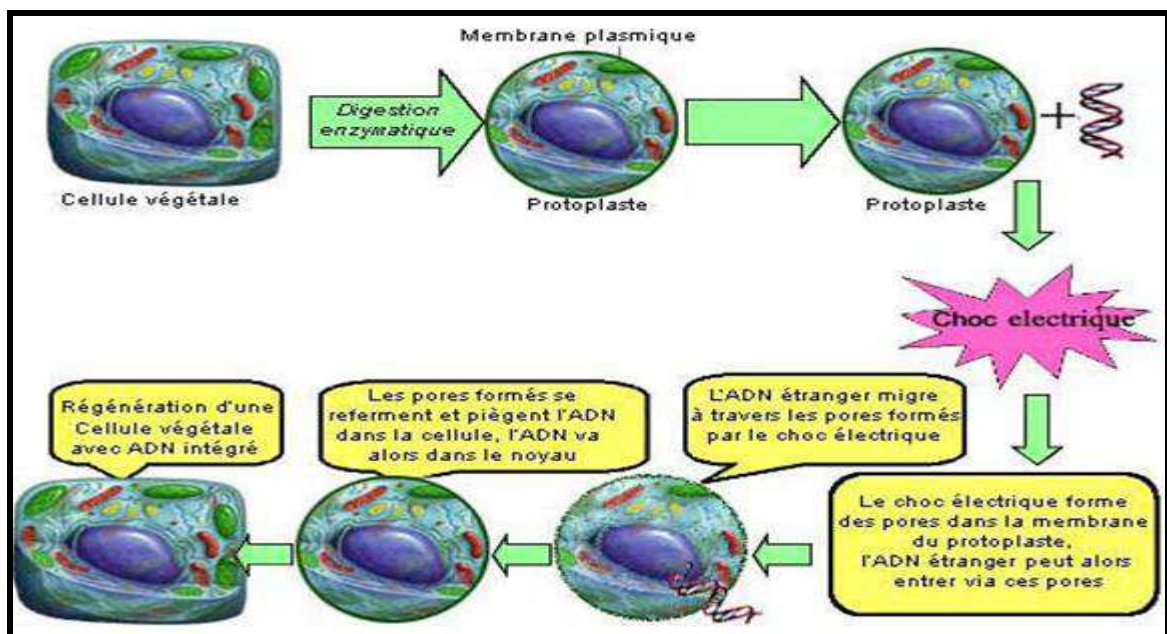 Membrane plasmique
Digestion
enzymatique
Cellule végétale
Protoplaste
Protoplaste
+
Choc electrique
Le choc électrique forme
des pores dans la membrane
du protoplaste,
l'ADN étranger peut alors
entrer via ces pores
L'ADN étranger migre
à travers les pores formés
par le choc électrique
Les pores formés se
referment et piègent l'ADN
dans la cellule, l'ADN va
alors dans le noyau
Régénération d'une
Cellule végétale
avec ADN intégré